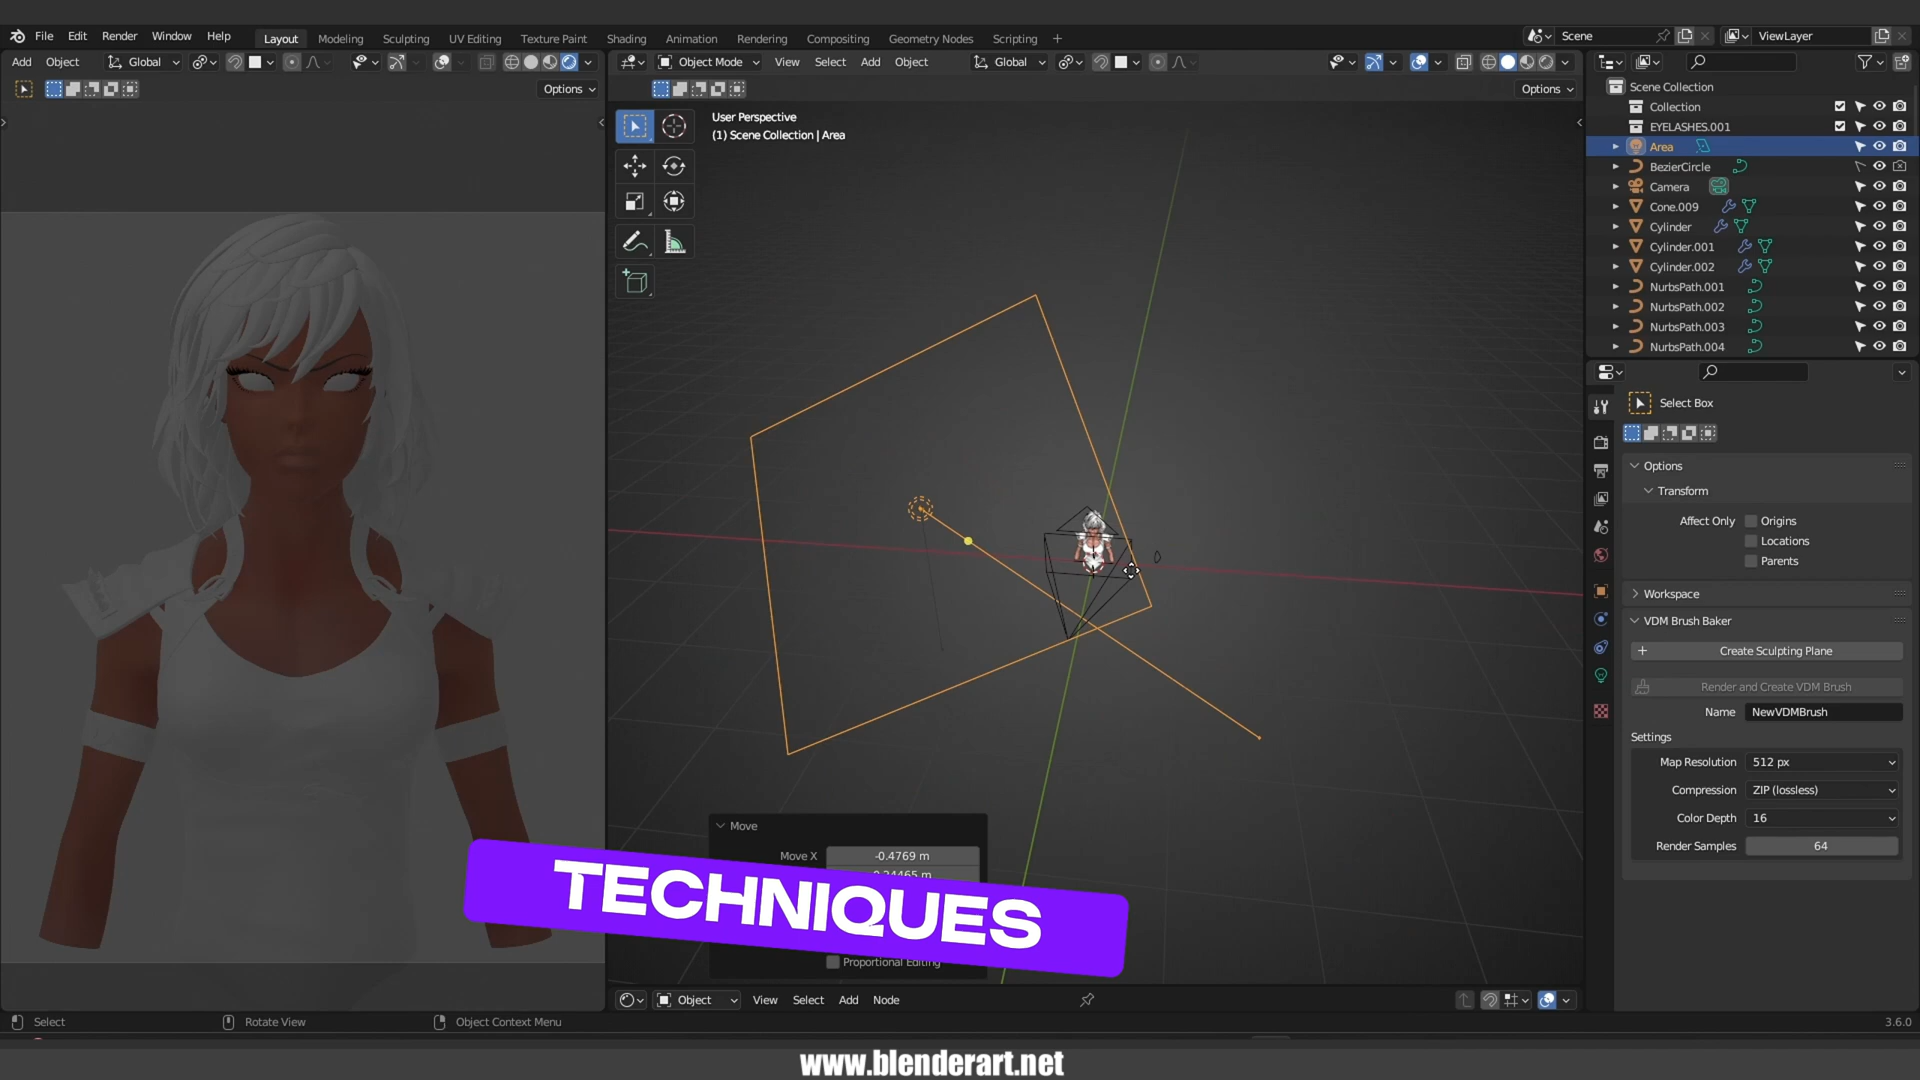 File Edit Render Window Help
Layout Modeling Sculpting UV Editing Texture Paint Shading Animation Rendering Compositing Geometry Nodes Scripting +
Scene
ViewLayer
Add Object Global
Object Mode View Select Add Object Global
Options
Options
User Perspective
(1) Scene Collection | Area
Scene Collection
Collection
EYELASHES.001
Area
BezierCircle
Camera
Cone.009
Cylinder
Cylinder.001
Cylinder.002
NurbsPath.001
NurbsPath.002
NurbsPath.003
NurbsPath.004
Select Box
Options
Transform
Affect Only Origins
Locations
Parents
Workspace
VDM Brush Baker
Create Sculpting Plane
Render and Create VDM Brush
Name NewVDMBrush
Settings
Map Resolution 512 px
Compression ZIP (lossless)
Color Depth 16
Render Samples 64
Move
Move X -0.4769 m
TECHNIQUES
Proportional Editing
Object View Select Add Node
Select Rotate View Object Context Menu
3.6.0
www.blenderart.net